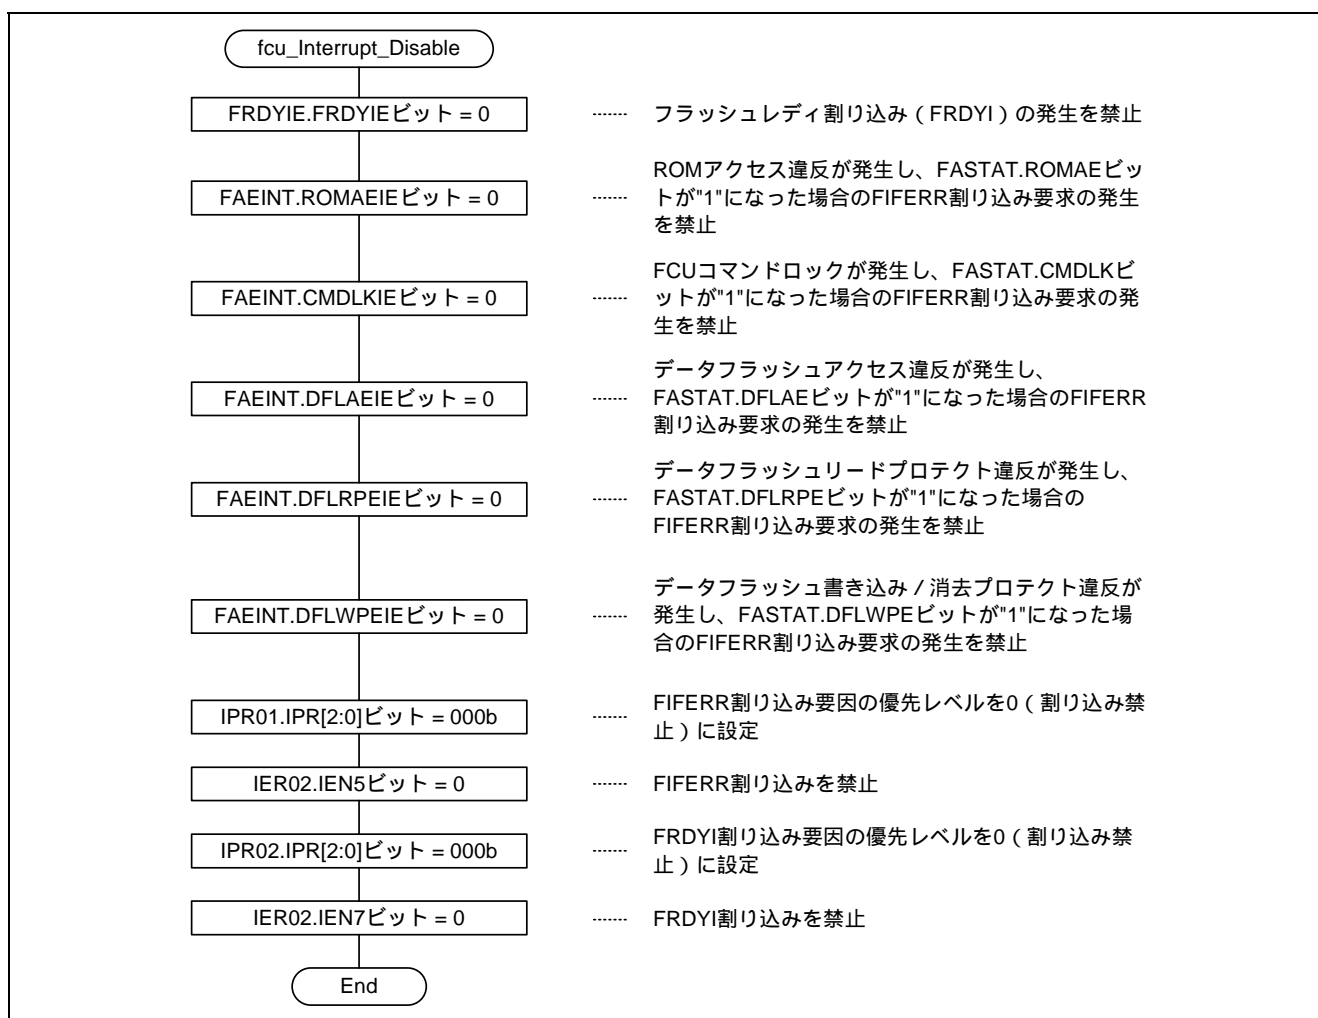 fcu_Interrupt_Disable
FRDYIE.FRDYIEビット = 0
フラッシュレディ割り込み（FRDYI）の発生を禁止
FAEINT.ROMAEIEビット = 0
ROMアクセス違反が発生し、FASTAT.ROMAEビッ
トが"1"になった場合のFIFERR割り込み要求の発生
を禁止
FAEINT.CMDLKIEビット = 0
FCUコマンドロックが発生し、FASTAT.CMDLKビ
ットが"1"になった場合のFIFERR割り込み要求の発
生を禁止
FAEINT.DFLAEIEビット = 0
データフラッシュアクセス違反が発生し、
FASTAT.DFLAEビットが"1"になった場合のFIFERR
割り込み要求の発生を禁止
FAEINT.DFLRPEIEビット = 0
データフラッシュリードプロテクト違反が発生し、
FASTAT.DFLRPEビットが"1"になった場合の
FIFERR割り込み要求の発生を禁止
FAEINT.DFLWPEIEビット = 0
データフラッシュ書き込み / 消去プロテクト違反が
発生し、FASTAT.DFLWPEビットが"1"になった場
合のFIFERR割り込み要求の発生を禁止
IPR01.IPR[2:0]ビット = 000b
FIFERR割り込み要因の優先レベルを0（割り込み禁
止）に設定
IER02.IEN5ビット = 0
FIFERR割り込みを禁止
IPR02.IPR[2:0]ビット = 000b
FRDYI割り込み要因の優先レベルを0（割り込み禁
止）に設定
IER02.IEN7ビット = 0
FRDYI割り込みを禁止
End